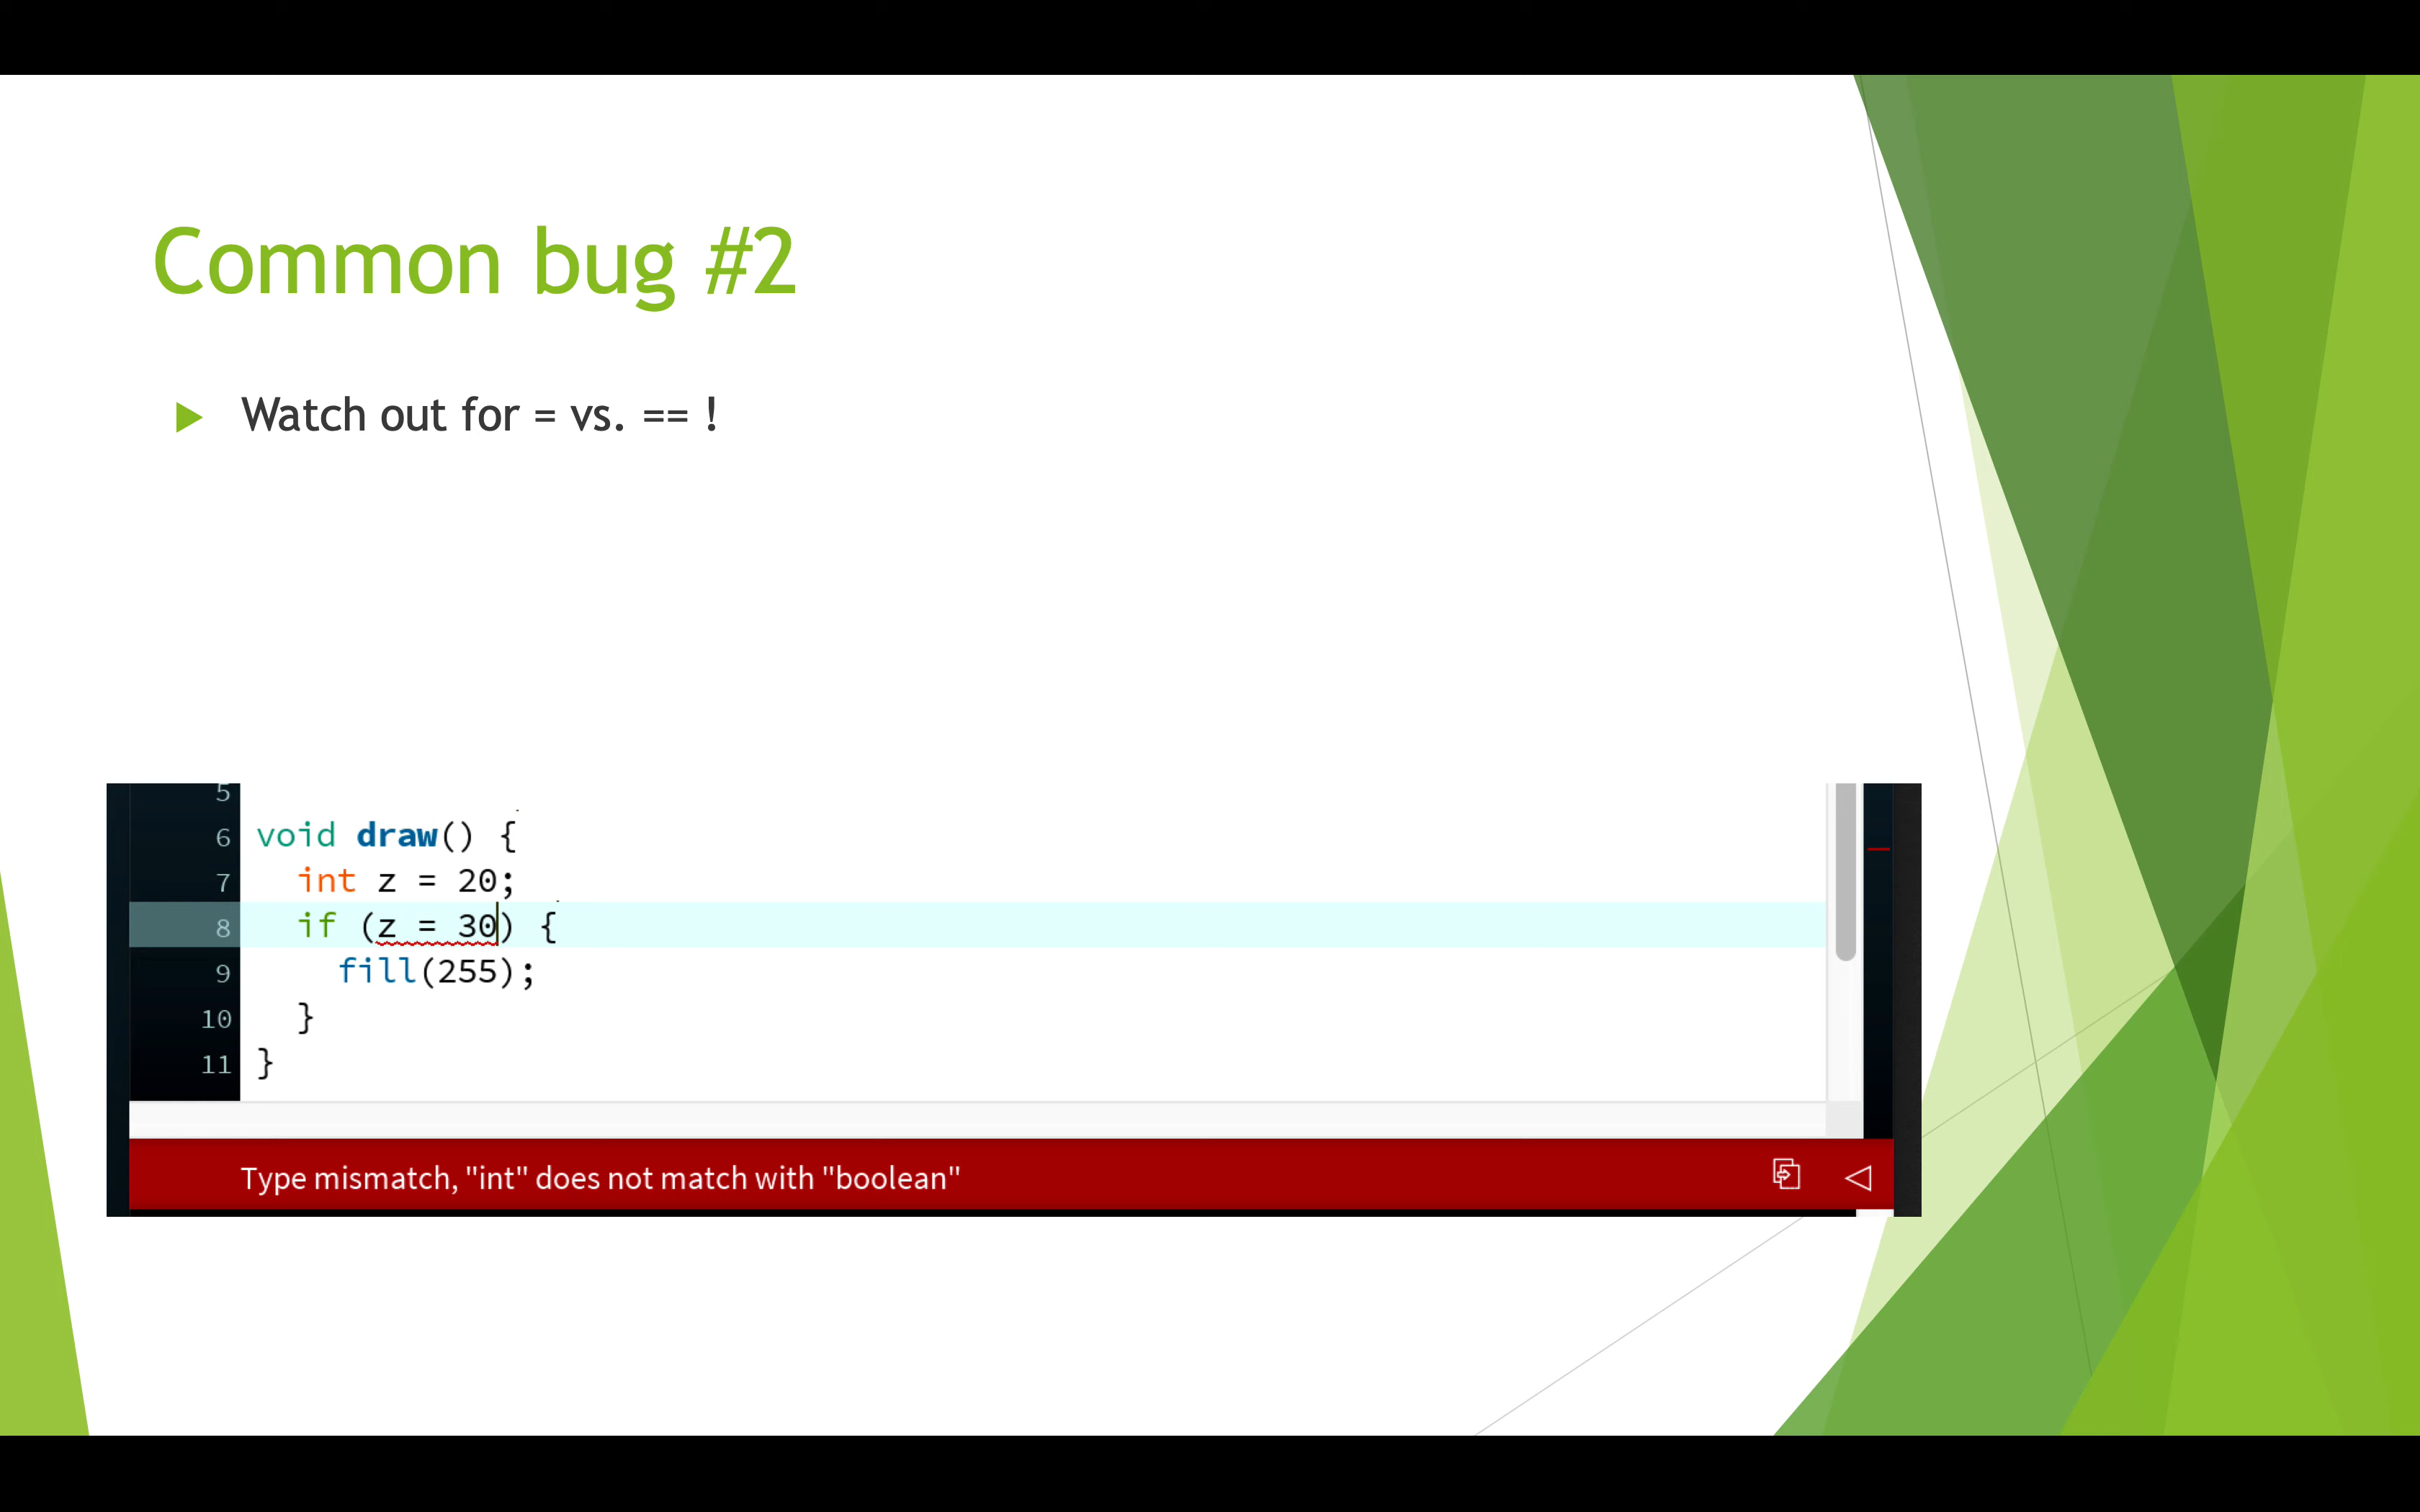 Common bug #2
Watch out for = vs. == !
5
6 void draw() {
7 int z = 20;
8 if (z = 30) {
9 fill(255);
10 }
11 }
Type mismatch, "int" does not match with "boolean"